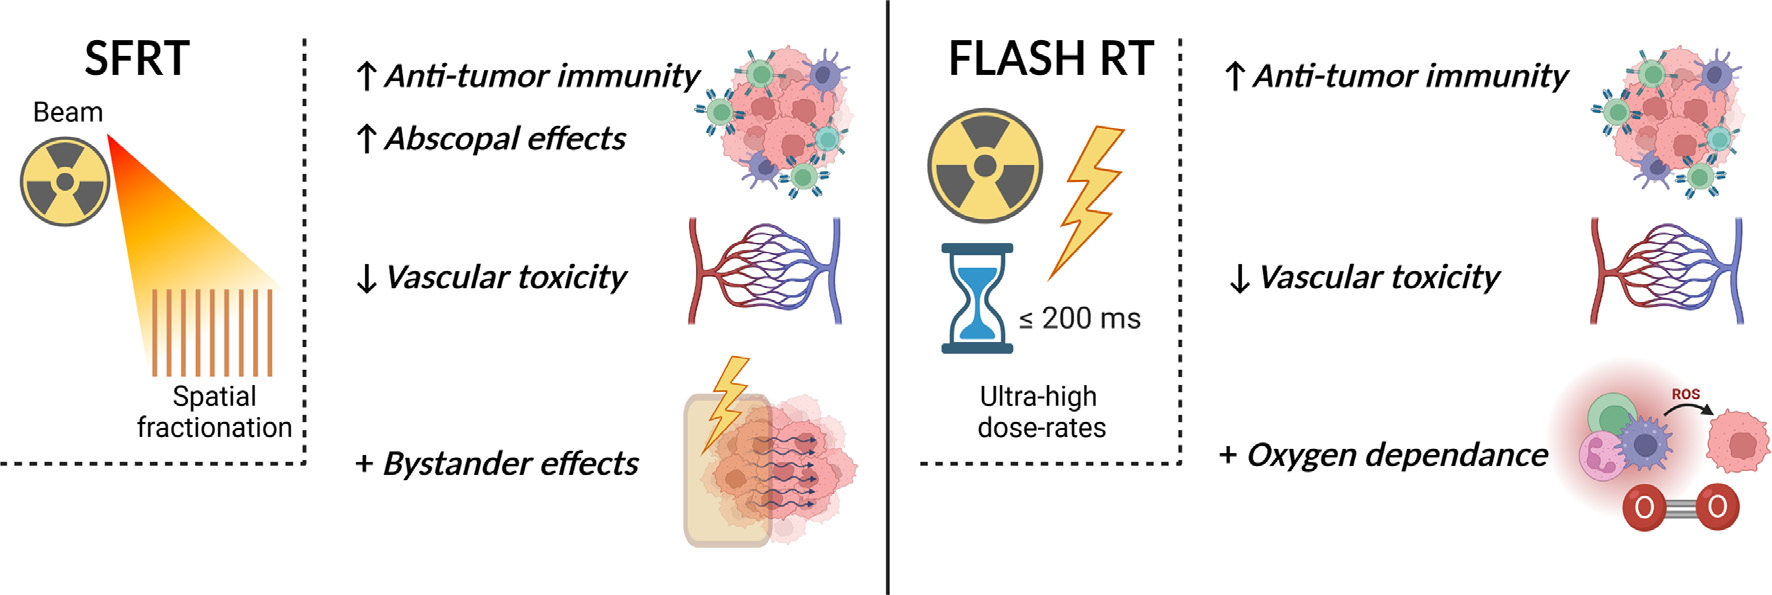 SFRT
Beam
Spatial
fractionation
↑ Anti-tumor immunity
↑ Abscopal effects
↓ Vascular toxicity
+ Bystander effects
FLASH RT
≤ 200 ms
Ultra-high
dose-rates
↑ Anti-tumor immunity
↓ Vascular toxicity
+ Oxygen dependance
ROS
O O